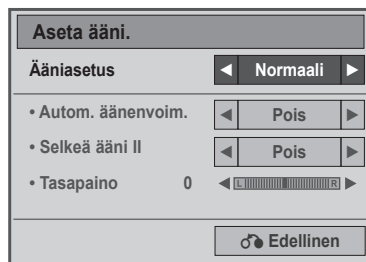 Aseta ääni.
Ääniasetus ◀ Normaali ▶
• Autom. äänenvoim. ◀ Pois ▶
• Selkeä ääni II ◀ Pois ▶
• Tasapaino 0 ◀ L R ▶
Edellinen